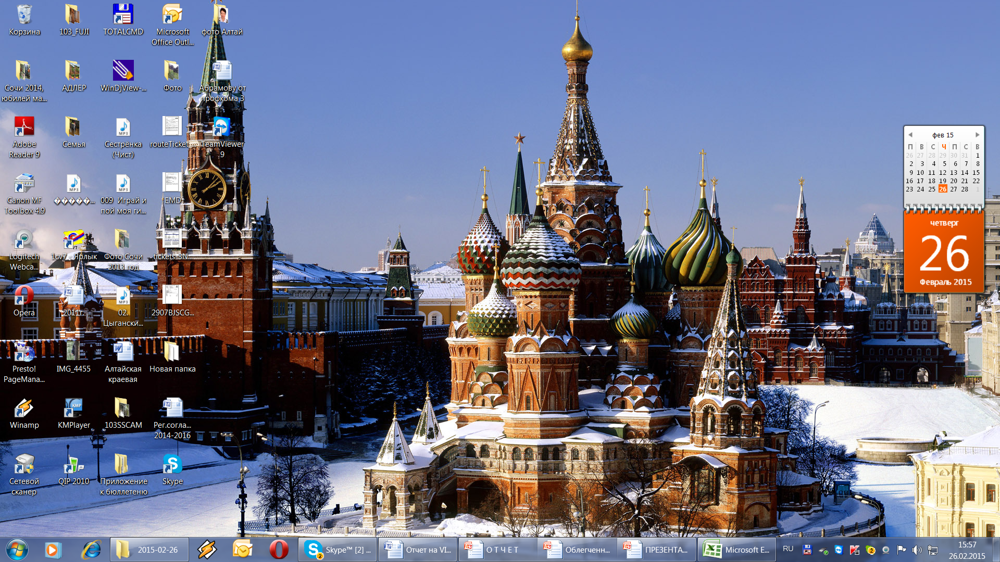 Корзина
103_FUJI
TOTALCMD
Microsoft
Office Outl...
фото Алтай
Сочи 2014,
юбилей ма...
АДЛЕР
WinDjView-...
Фото
Абрамову от
профкома 3
Adobe
Reader 9
Семья
Сестрёнка
(Чист)
routeTicket...
TeamViewer
9
Canon MF
Toolbox 4.9
�����...
009 Играй и
пой моя ги...
EMD-
Logitech
Webca...
1cv7 - Ярлык
Фото Сочи
2013 год
tickets-3N...
Opera
2011г.
02.
Цыгански...
2907BJSCG...
Presto!
PageMana...
IMG_4455
Алтайская
краевая
Новая папка
Winamp
KMPlayer
103SSCAM
Рег.согла...
2014-2016
Сетевой
сканер
QIP 2010
Приложение
к бюллетеню
Skype
фев 15
П В С Ч П С В
26 27 28 29 30 31 1
2 3 4 5 6 7 8
9 10 11 12 13 14 15
16 17 18 19 20 21 22
23 24 25 26 27 28 1
четверг
26
Февраль 2015
2015-02-26
Skype™ [2] ...
Отчет на VI...
О Т Ч Е Т
Облегченн...
ПРЕЗЕНТА...
Microsoft E...
RU
15:57
26.02.2015